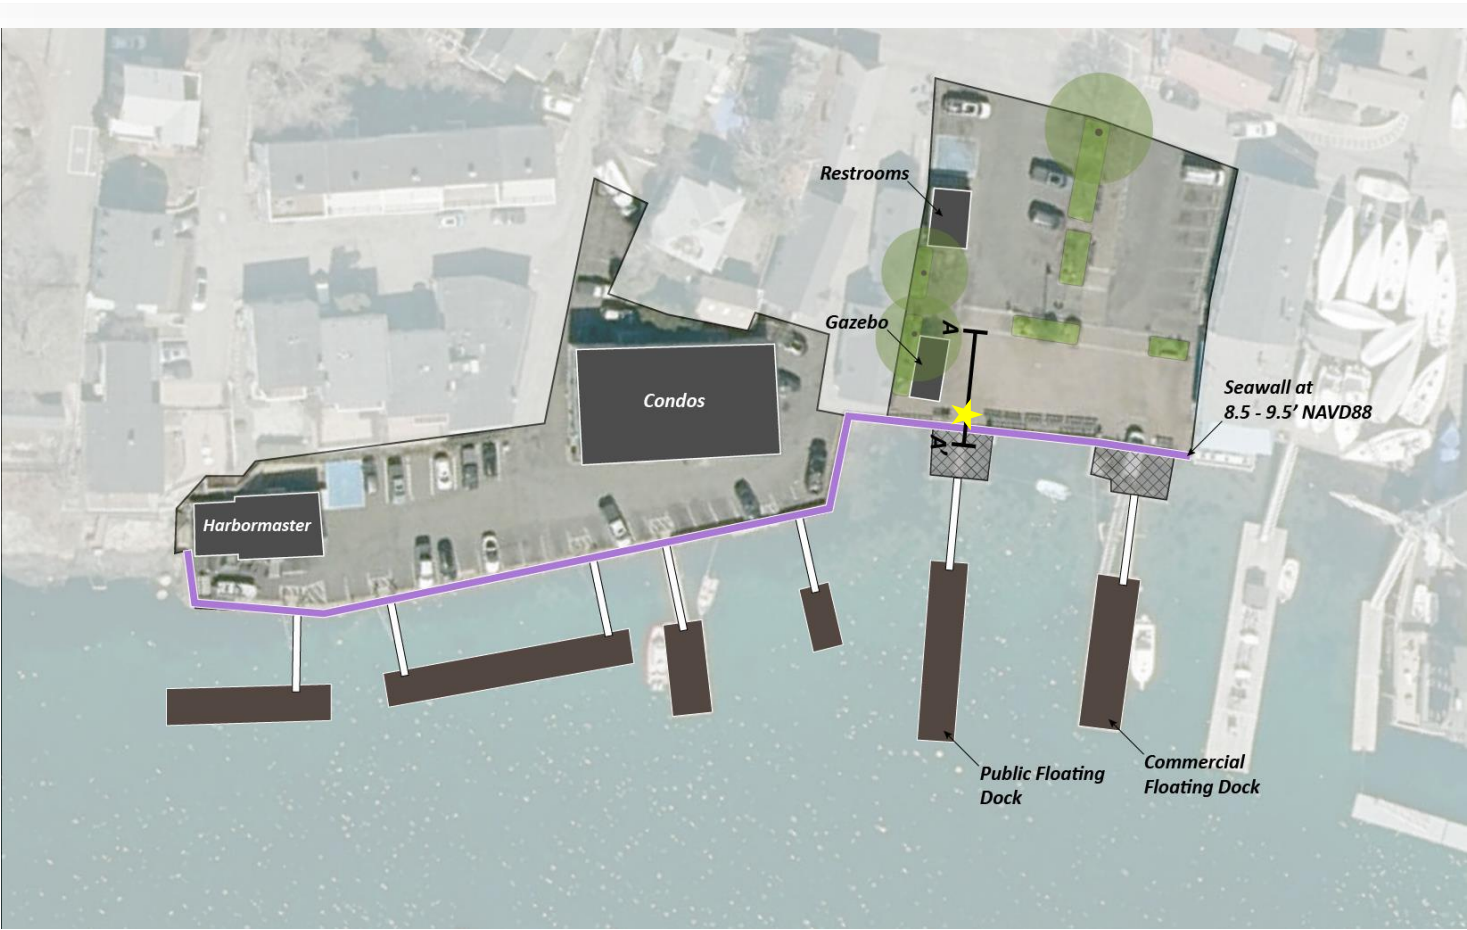 Restrooms
Gazebo
A
A'
Condos
Harbormaster
Seawall at
8.5 - 9.5’ NAVD88
Public Floating
Dock
Commercial
Floating Dock